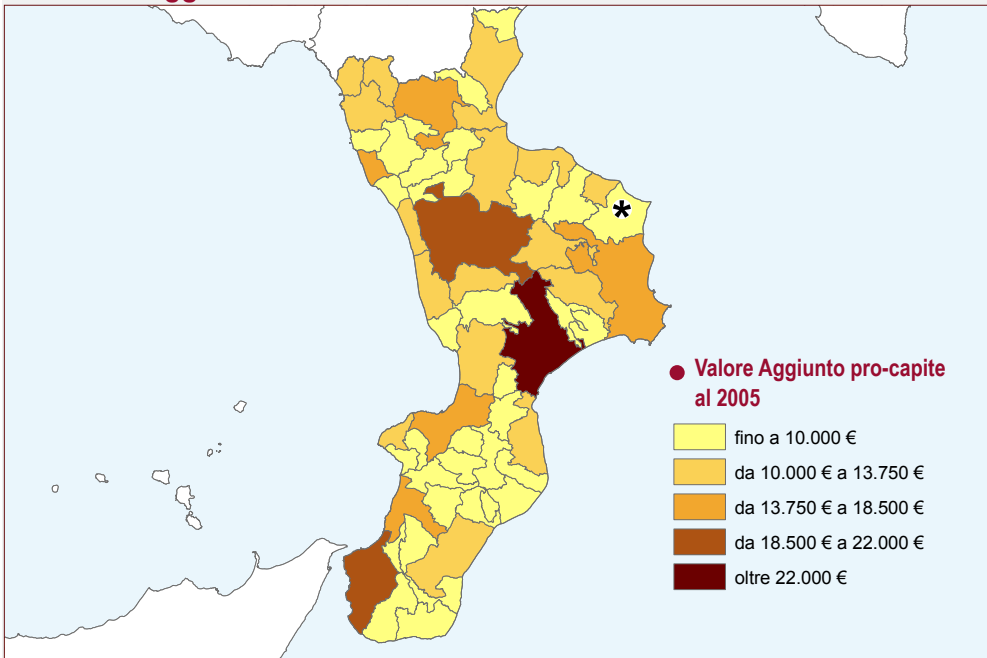 Valore Aggiunto pro-capite
al 2005
fino a 10.000 €
da 10.000 € a 13.750 €
da 13.750 € a 18.500 €
da 18.500 € a 22.000 €
oltre 22.000 €
*